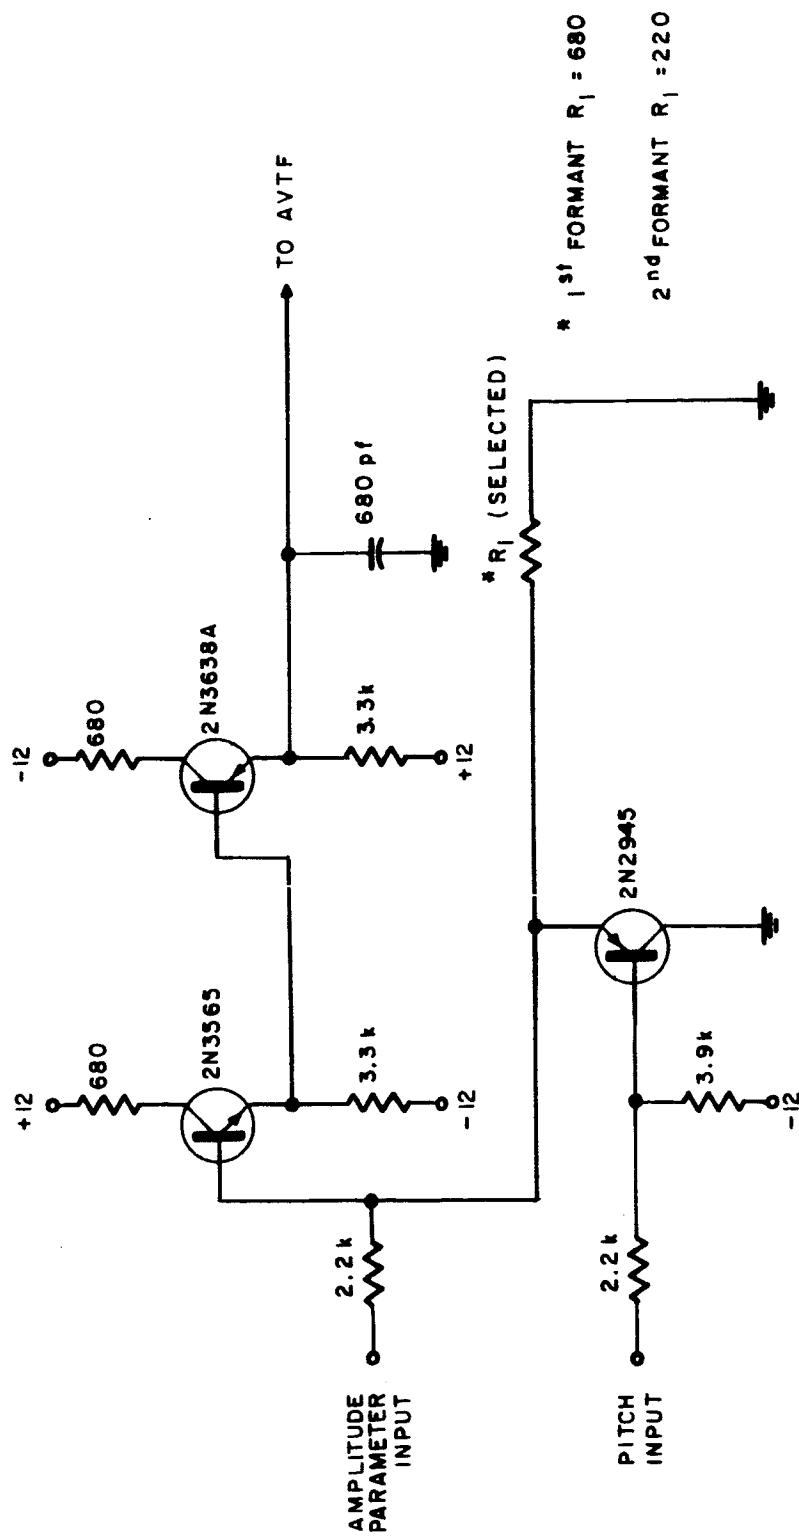 +12
680
2N3565
3.3k
-12
-12
680
2N3638A
3.3k
+12
680 pf
TO AVTF
AMPLITUDE
PARAMETER
INPUT
2.2k
*R1 (SELECTED)
* 1st FORMANT R1 = 680
2nd FORMANT R1 = 220
2N2945
PITCH
INPUT
2.2k
3.9k
-12